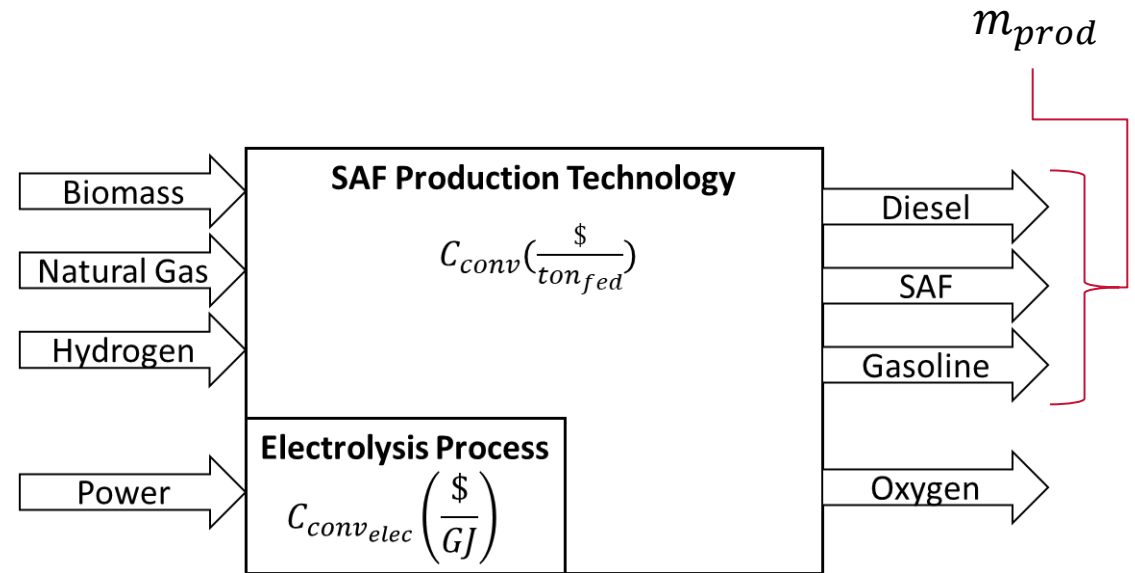 m_prod
SAF Production Technology
C_conv($/ton_fed)
Biomass
Natural Gas
Hydrogen
Power
Electrolysis Process
C_conv_elec($/GJ)
Diesel
SAF
Gasoline
Oxygen